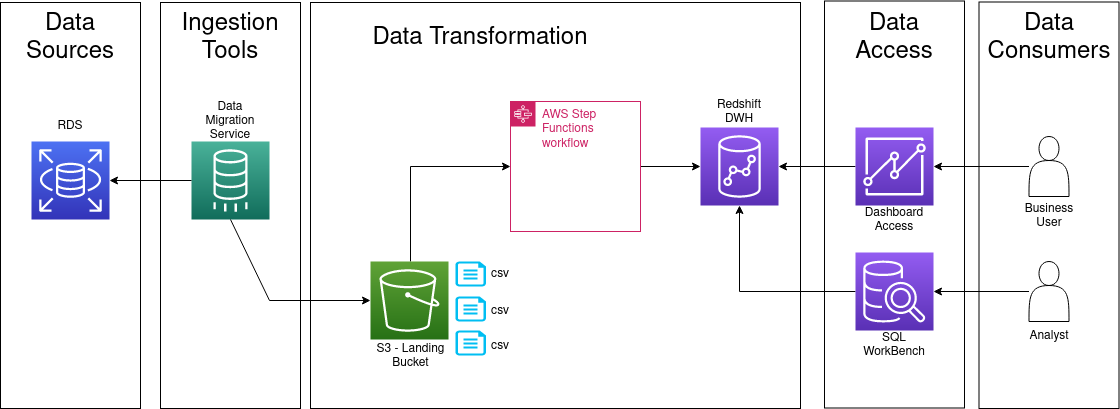 Data
Sources
Ingestion
Tools
Data Transformation
Data
Access
Data
Consumers
RDS
Data
Migration
Service
AWS Step
Functions
workflow
Redshift
DWH
Dashboard
Access
Business
User
S3 - Landing
Bucket
csv
csv
csv
SQL
WorkBench
Analyst